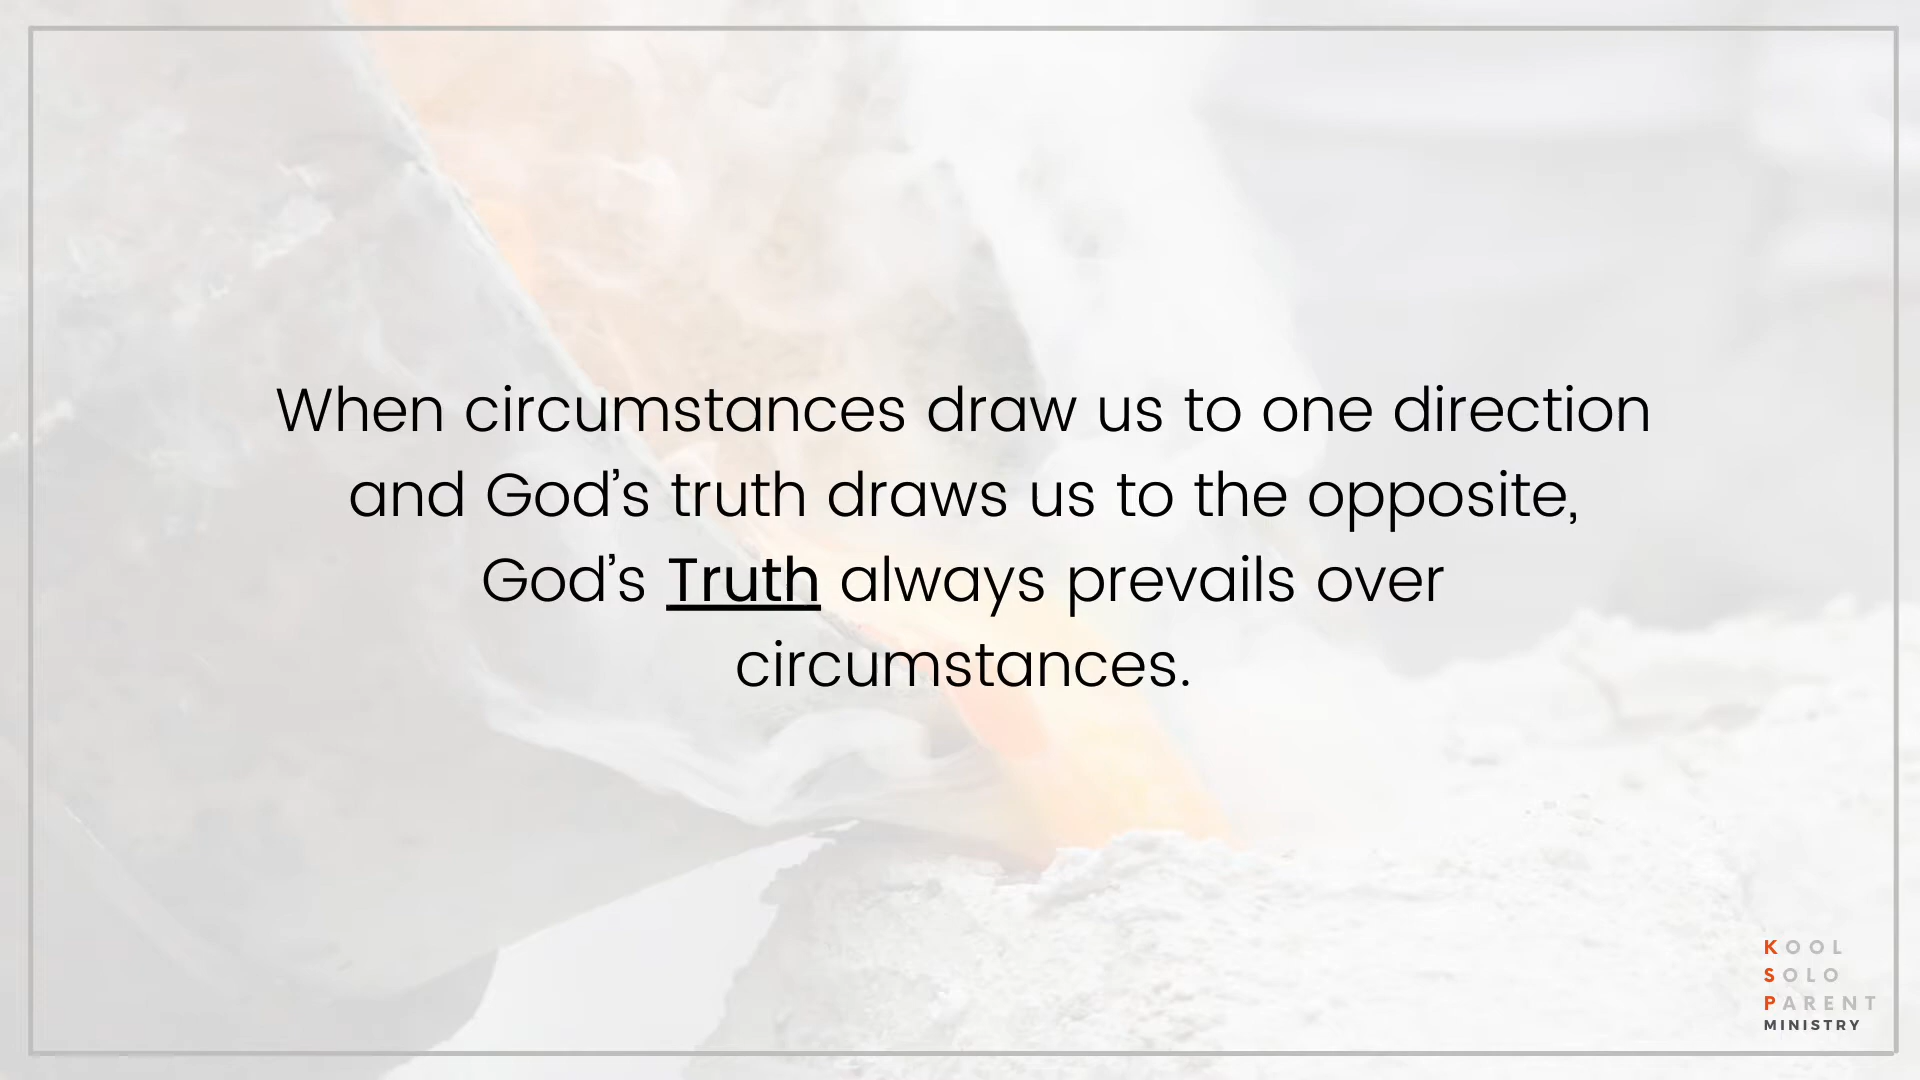 When circumstances draw us to one direction
and God’s truth draws us to the opposite,
God’s Truth always prevails over
circumstances.
KOOL
SOLO
PARENT
MINISTRY